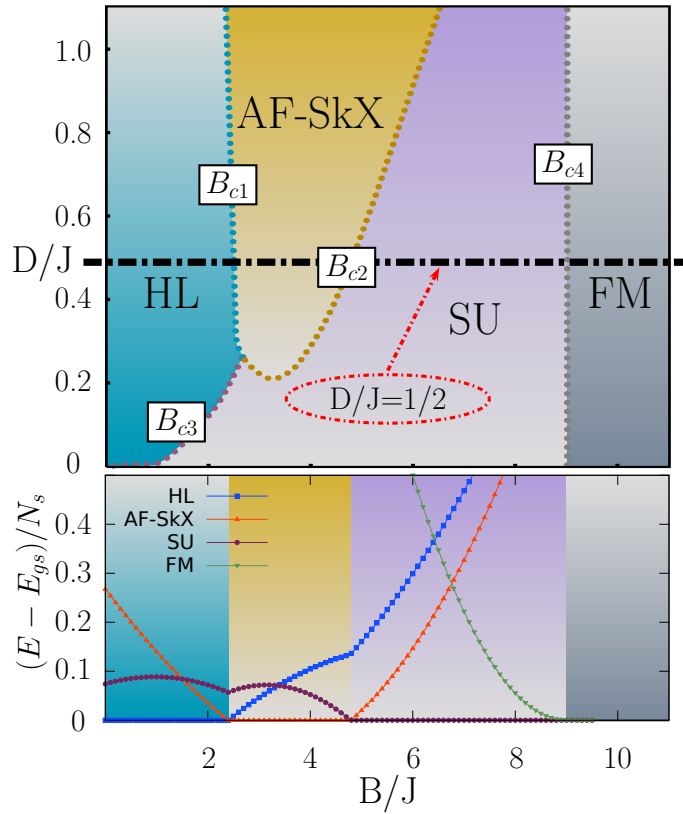 1.0
0.8
AF-SkX
B_{c1}
B_{c4}
0.6
D/J
B_{c2}
HL
SU
FM
0.4
D/J=1/2
0.2
B_{c3}
0
HL
AF-SkX
SU
FM
0.4
0.3
0.2
0.1
0
(E − E_{gs})/N_s
2 4 6 8 10
B/J